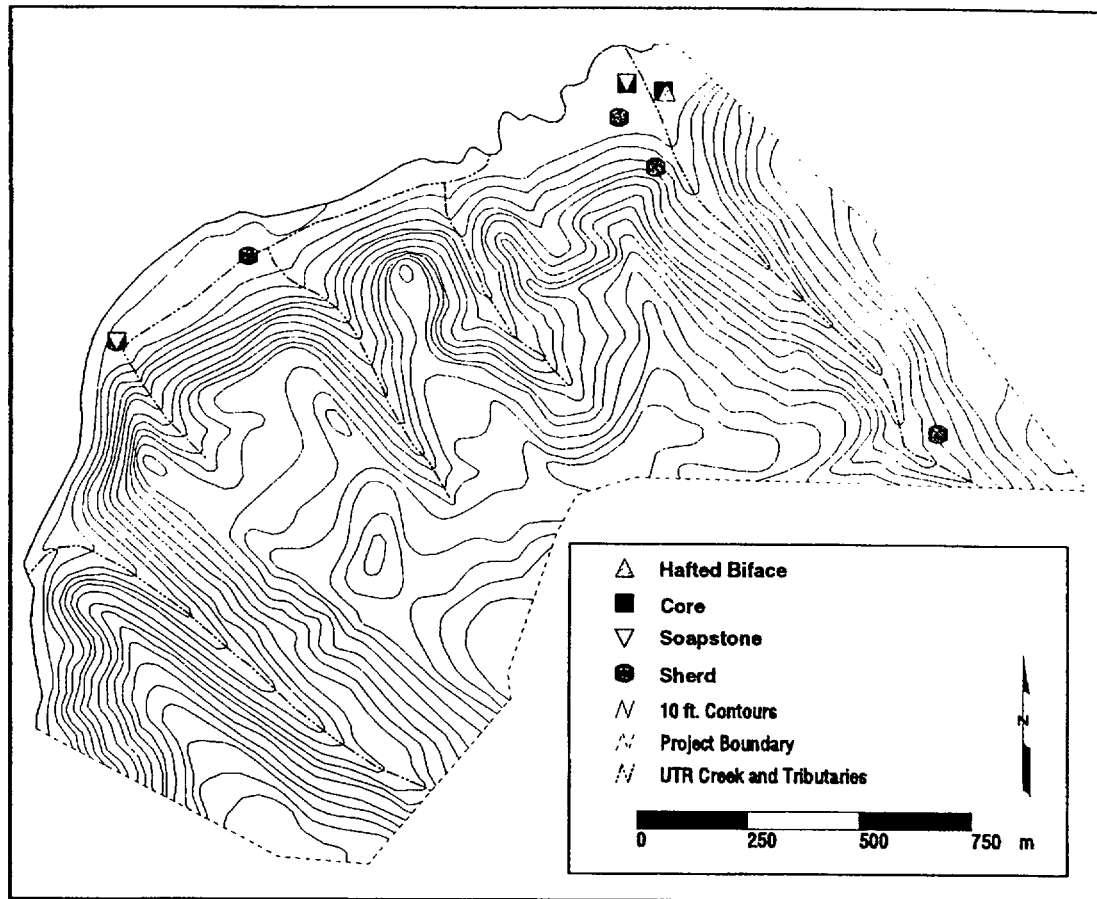 Hafted Biface
Core
Soapstone
Sherd
10 ft. Contours
Project Boundary
UTR Creek and Tributaries
N
0 250 500 750 m